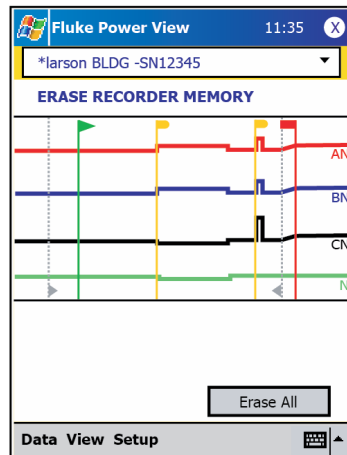 Fluke Power View 11:35 X
*larson BLDG -SN12345
ERASE RECORDER MEMORY
AN
BN
CN
N
Erase All
Data View Setup